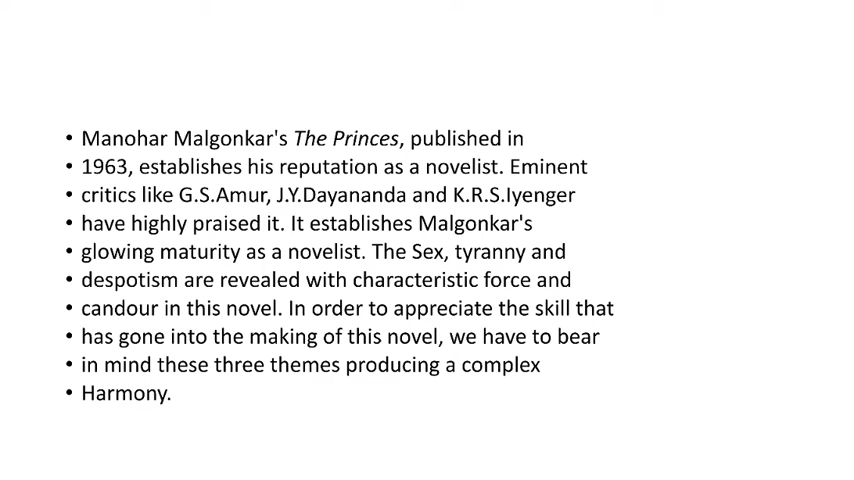 • Manohar Malgonkar's The Princes, published in
• 1963, establishes his reputation as a novelist. Eminent
• critics like G.S.Amur, J.Y.Dayananda and K.R.S.Iyenger
• have highly praised it. It establishes Malgonkar's
• glowing maturity as a novelist. The Sex, tyranny and
• despotism are revealed with characteristic force and
• candour in this novel. In order to appreciate the skill that
• has gone into the making of this novel, we have to bear
• in mind these three themes producing a complex
• Harmony.